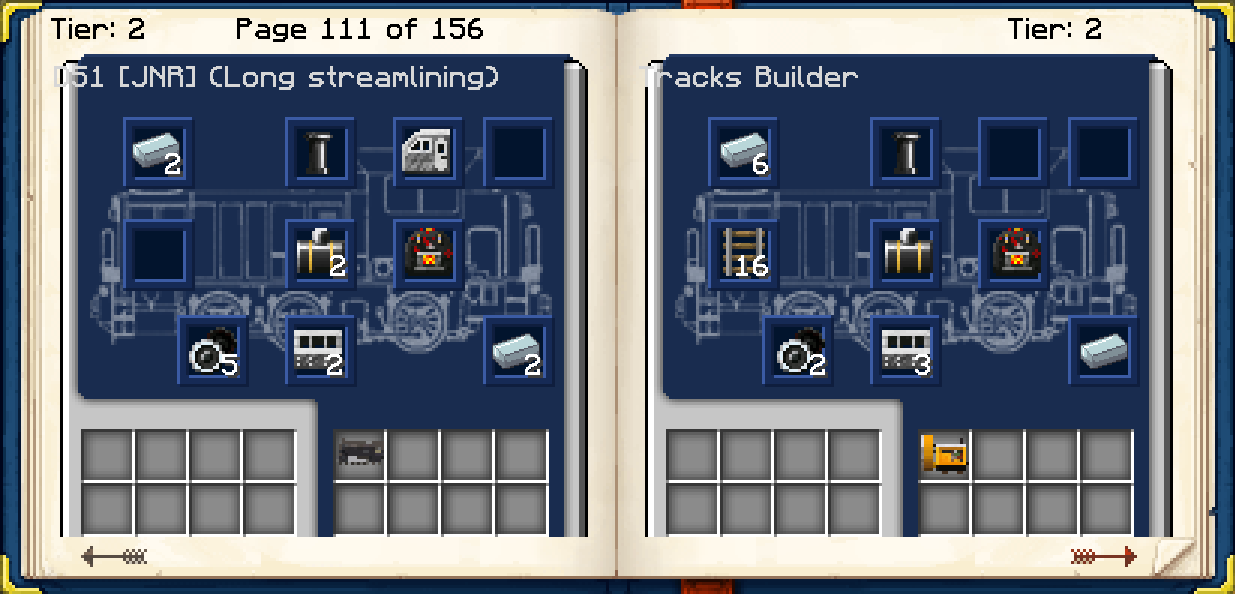 Tier: 2
Page 111 of 156
D51 [JNR] (Long streamlining)
2
2
5
2
2
Tier: 2
Tracks Builder
6
16
2
3